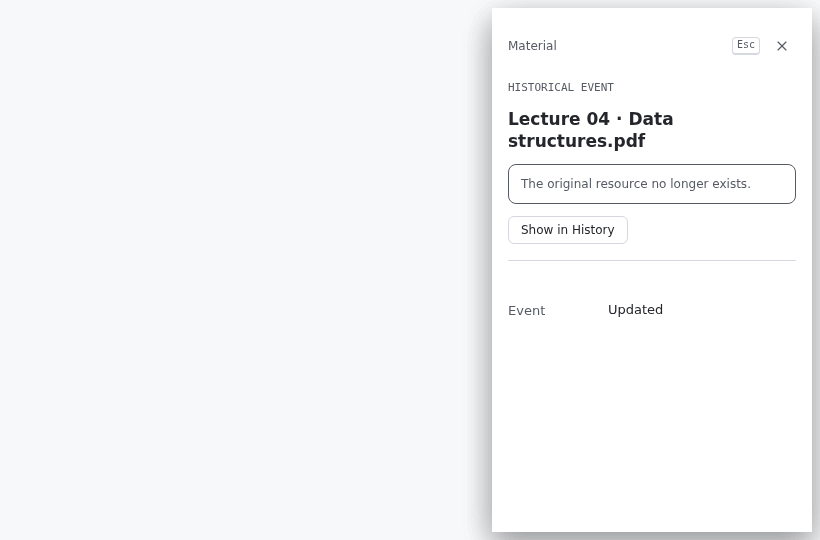 Material
Esc
HISTORICAL EVENT
Lecture 04 · Data
structures.pdf
The original resource no longer exists.
Show in History
Event
Updated